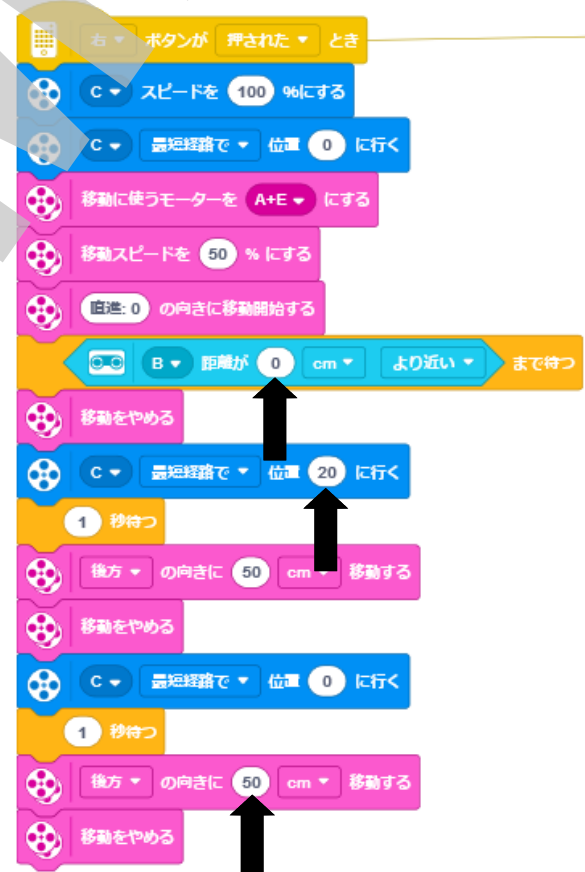 右 ボタンが 押された とき
C スピードを 100 %にする
C 最短経路で 位置 0 に行く
移動に使うモーターを A+E にする
移動スピードを 50 % にする
直進: 0 の向きに移動開始する
B 距離が 0 cm より近い まで待つ
移動をやめる
C 最短経路で 位置 20 に行く
1 秒待つ
後方 の向きに 50 cm 移動する
移動をやめる
C 最短経路で 位置 0 に行く
1 秒待つ
後方 の向きに 50 cm 移動する
移動をやめる